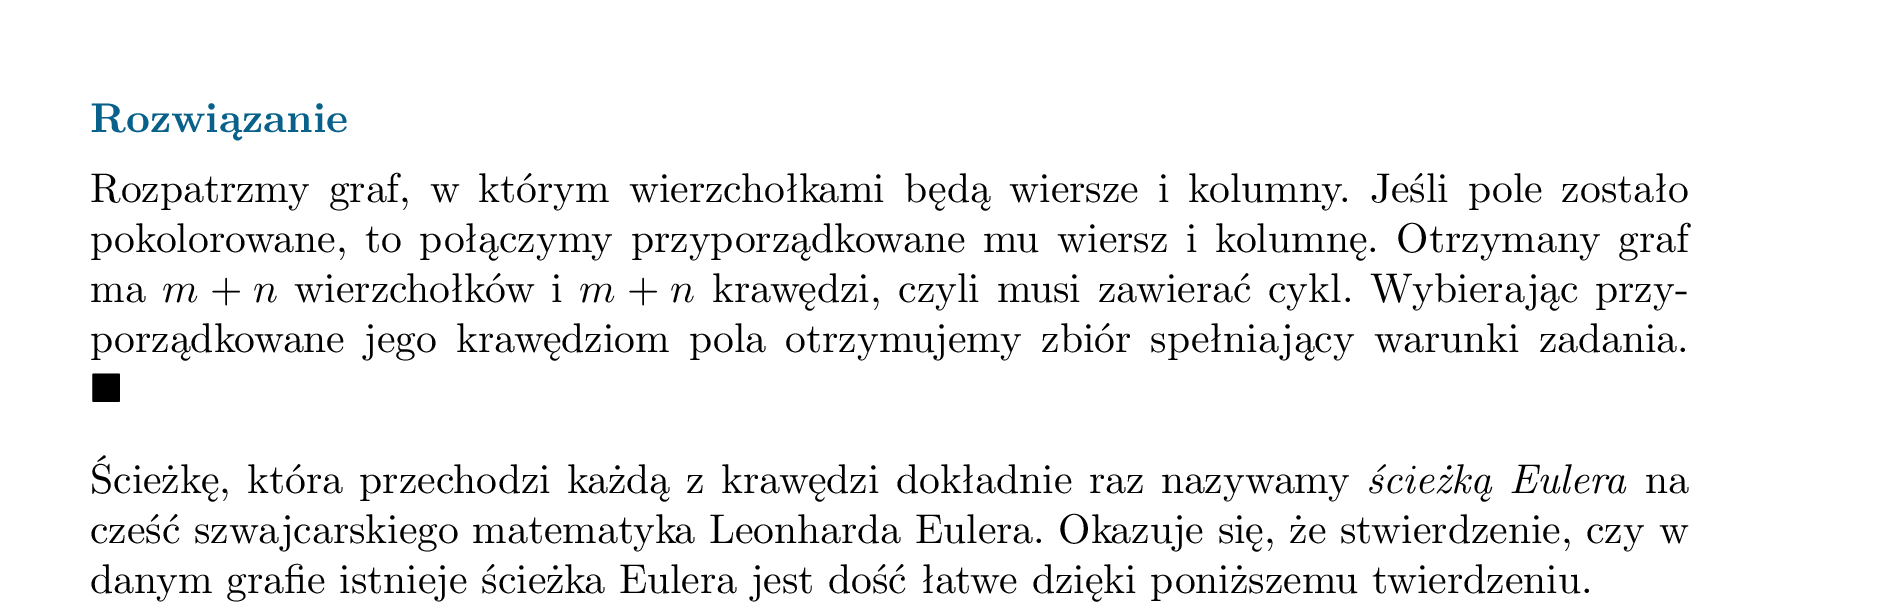 Rozwiązanie
Rozpatrzmy graf, w którym wierzchołkami będą wiersze i kolumny. Jeśli pole zostało
pokolorowane, to połączymy przyporządkowane mu wiersz i kolumnę. Otrzymany graf
ma m + n wierzchołków i m + n krawędzi, czyli musi zawierać cykl. Wybierając przy-
porządkowane jego krawędziom pola otrzymujemy zbiór spełniający warunki zadania.
■
Ścieżkę, która przechodzi każdą z krawędzi dokładnie raz nazywamy ścieżką Eulera na
cześć szwajcarskiego matematyka Leonharda Eulera. Okazuje się, że stwierdzenie, czy w
danym grafie istnieje ścieżka Eulera jest dość łatwe dzięki poniższemu twierdzeniu.